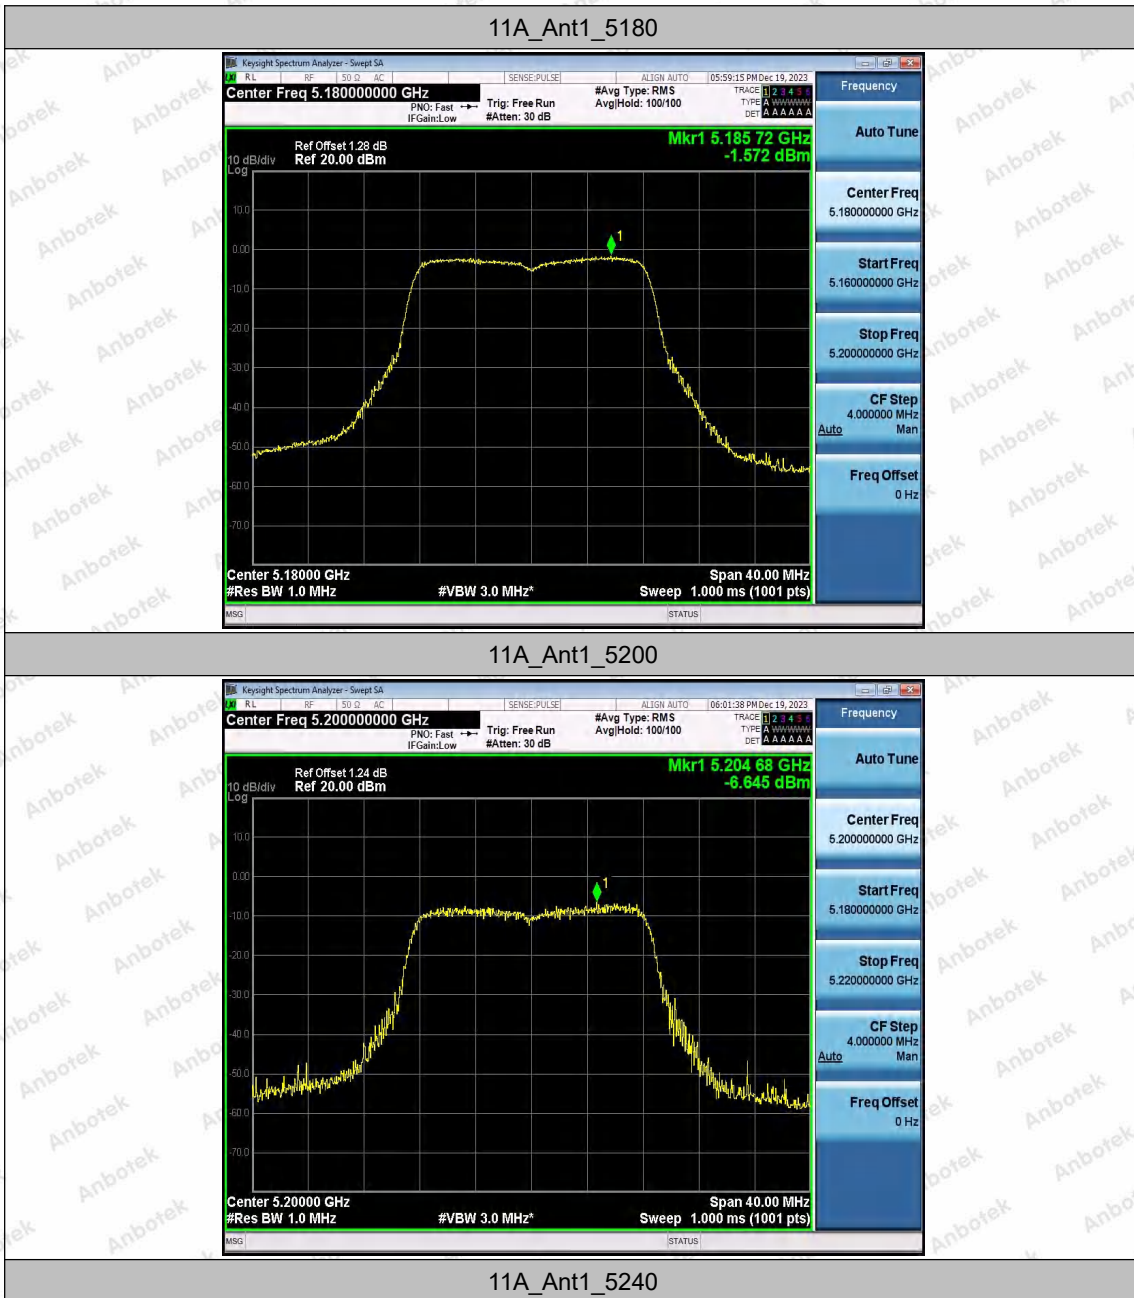 11A_Ant1_5180
Keysight Spectrum Analyzer - Swept SA
RL RF 50 Ω AC SENSE:PULSE ALIGN AUTO 05:59:15 PM Dec 19, 2023
Center Freq 5.180000000 GHz
PNO: Fast
IFGain:Low
Trig: Free Run
#Atten: 30 dB
#Avg Type: RMS
Avg|Hold: 100/100
TRACE 1 2 3 4 5 6
TYPE A WWWWW
DET A A A A A A
Frequency
Auto Tune
Center Freq
5.180000000 GHz
Start Freq
5.160000000 GHz
Stop Freq
5.200000000 GHz
CF Step
4.000000 MHz
Auto Man
Freq Offset
0 Hz
Mkr1 5.185 72 GHz
-1.572 dBm
Ref Offset 1.28 dB
10 dB/div Ref 20.00 dBm
Log
10.0
0.00
-10.0
-20.0
-30.0
-40.0
-50.0
-60.0
-70.0
1
Center 5.18000 GHz Span 40.00 MHz
#Res BW 1.0 MHz #VBW 3.0 MHz* Sweep 1.000 ms (1001 pts)
MSG STATUS
11A_Ant1_5200
Keysight Spectrum Analyzer - Swept SA
RL RF 50 Ω AC SENSE:PULSE ALIGN AUTO 06:01:38 PM Dec 19, 2023
Center Freq 5.200000000 GHz
PNO: Fast
IFGain:Low
Trig: Free Run
#Atten: 30 dB
#Avg Type: RMS
Avg|Hold: 100/100
TRACE 1 2 3 4 5 6
TYPE A WWWWW
DET A A A A A A
Frequency
Auto Tune
Center Freq
5.200000000 GHz
Start Freq
5.180000000 GHz
Stop Freq
5.220000000 GHz
CF Step
4.000000 MHz
Auto Man
Freq Offset
0 Hz
Mkr1 5.204 68 GHz
-6.645 dBm
Ref Offset 1.24 dB
10 dB/div Ref 20.00 dBm
Log
10.0
0.00
-10.0
-20.0
-30.0
-40.0
-50.0
-60.0
-70.0
1
Center 5.20000 GHz Span 40.00 MHz
#Res BW 1.0 MHz #VBW 3.0 MHz* Sweep 1.000 ms (1001 pts)
MSG STATUS
11A_Ant1_5240
Anbotek